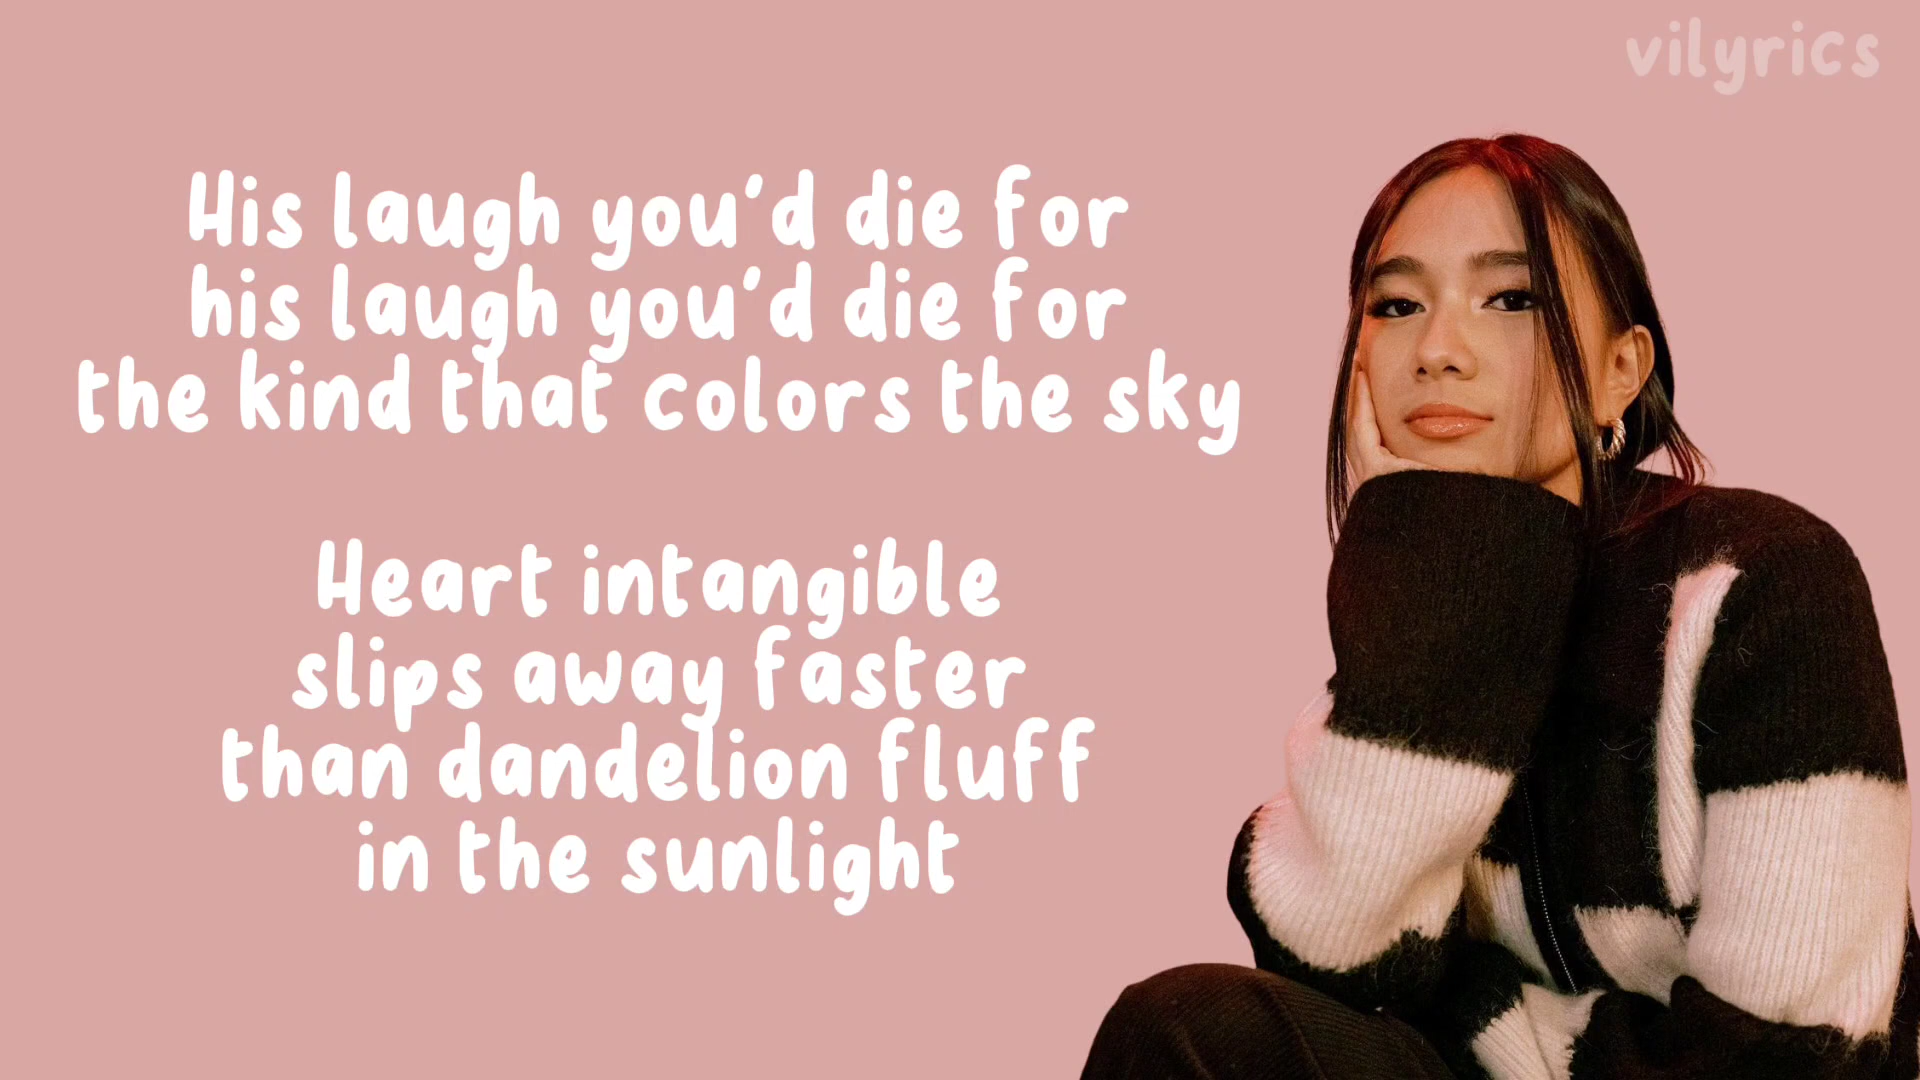 vilyrics
His laugh you'd die for
his laugh you'd die for
the kind that colors the sky
Heart intangible
slips away faster
than dandelion fluff
in the sunlight